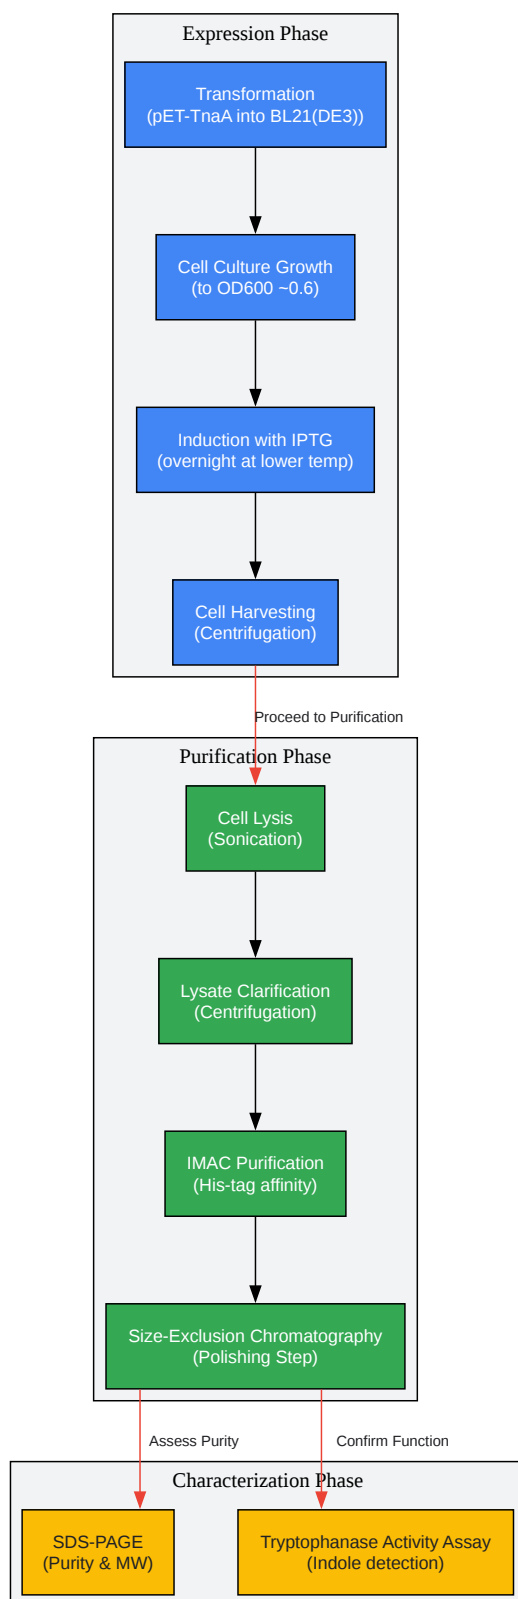 Expression Phase
Transformation
(pET-TnaA into BL21(DE3))
Cell Culture Growth
(to OD600 ~0.6)
Induction with IPTG
(overnight at lower temp)
Cell Harvesting
(Centrifugation)
Proceed to Purification
Purification Phase
Cell Lysis
(Sonication)
Lysate Clarification
(Centrifugation)
IMAC Purification
(His-tag affinity)
Size-Exclusion Chromatography
(Polishing Step)
Assess Purity
Confirm Function
Characterization Phase
SDS-PAGE
(Purity & MW)
Tryptophanase Activity Assay
(Indole detection)